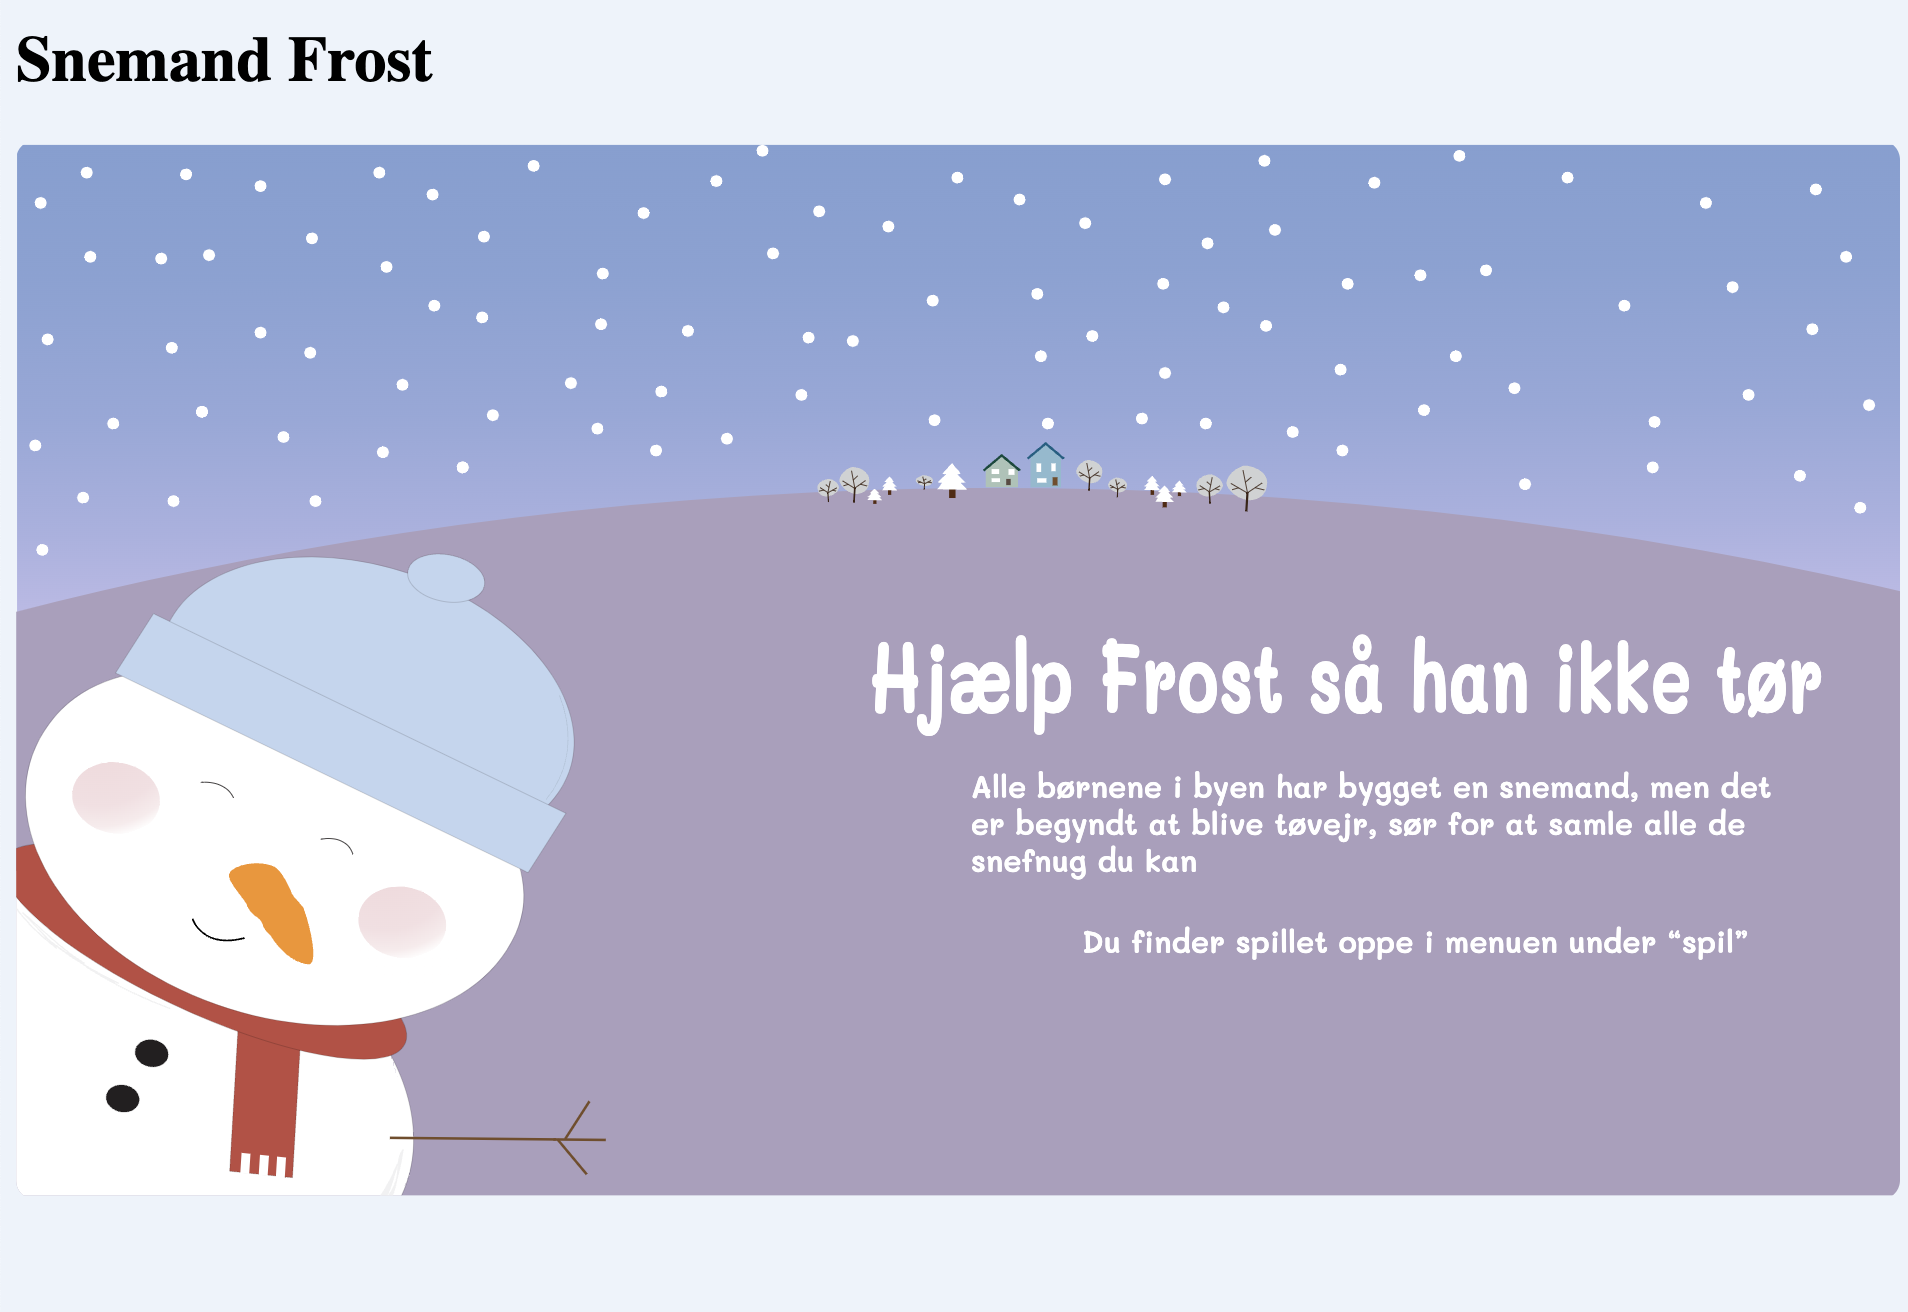 Snemand Frost
Hjælp Frost så han ikke tør
Alle børnene i byen har bygget en snemand, men det
er begyndt at blive tøvejr, sør for at samle alle de
snefnug du kan
Du finder spillet oppe i menuen under “spil”